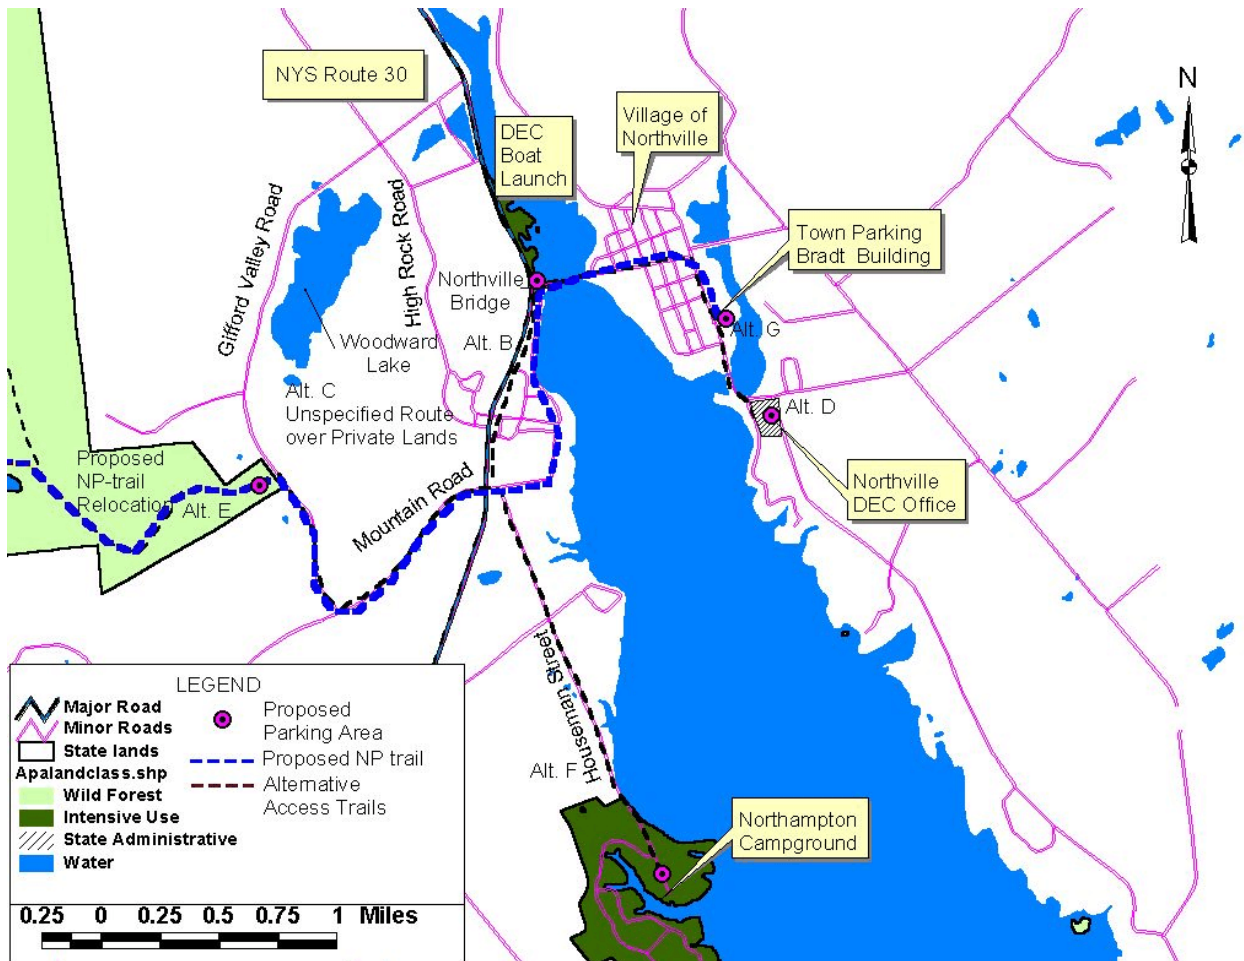 NYS Route 30
N
Village of
Northville
DEC
Boat
Launch
Gifford Valley Road
High Rock Road
Town Parking
Bradt Building
Northville
Bridge
Alt. G
Alt. B
Woodward
Lake
Alt. C
Unspecified Route
over Private Lands
Alt. D
Proposed
NP-trail
Relocation
Alt. E
Mountain Road
Northville
DEC Office
Houseman Street
Alt. F
Northampton
Campground
LEGEND
Major Road
Minor Roads
State lands
Apalandclass.shp
Wild Forest
Intensive Use
State Administrative
Water
Proposed
Parking Area
Proposed NP trail
Alternative
Access Trails
0.25 0 0.25 0.5 0.75 1 Miles